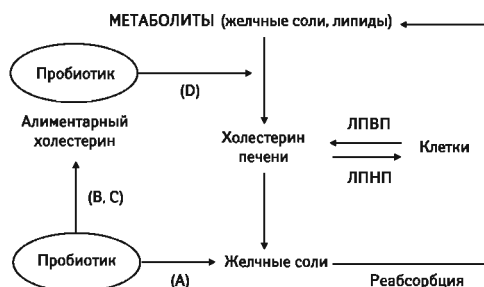 МЕТАБОЛИТЫ (желчные соли, липиды)
Пробиотик
(D)
Алиментарный
холестерин
Холестерин
печени
ЛПВП
ЛПНП
Клетки
(B, C)
Пробиотик
(A)
Желчные соли
Реабсорбция